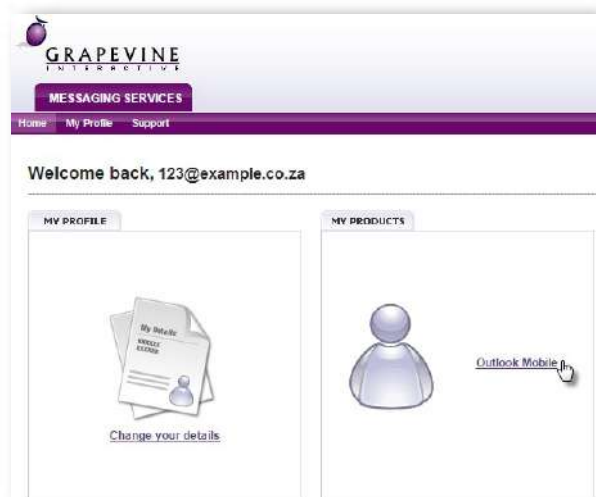 GRAPEVINE
INTERACTIVE
MESSAGING SERVICES
Home My Profile Support
Welcome back, 123@example.co.za
MY PROFILE
MY PRODUCTS
My Details
Outlook Mobile
Change your details